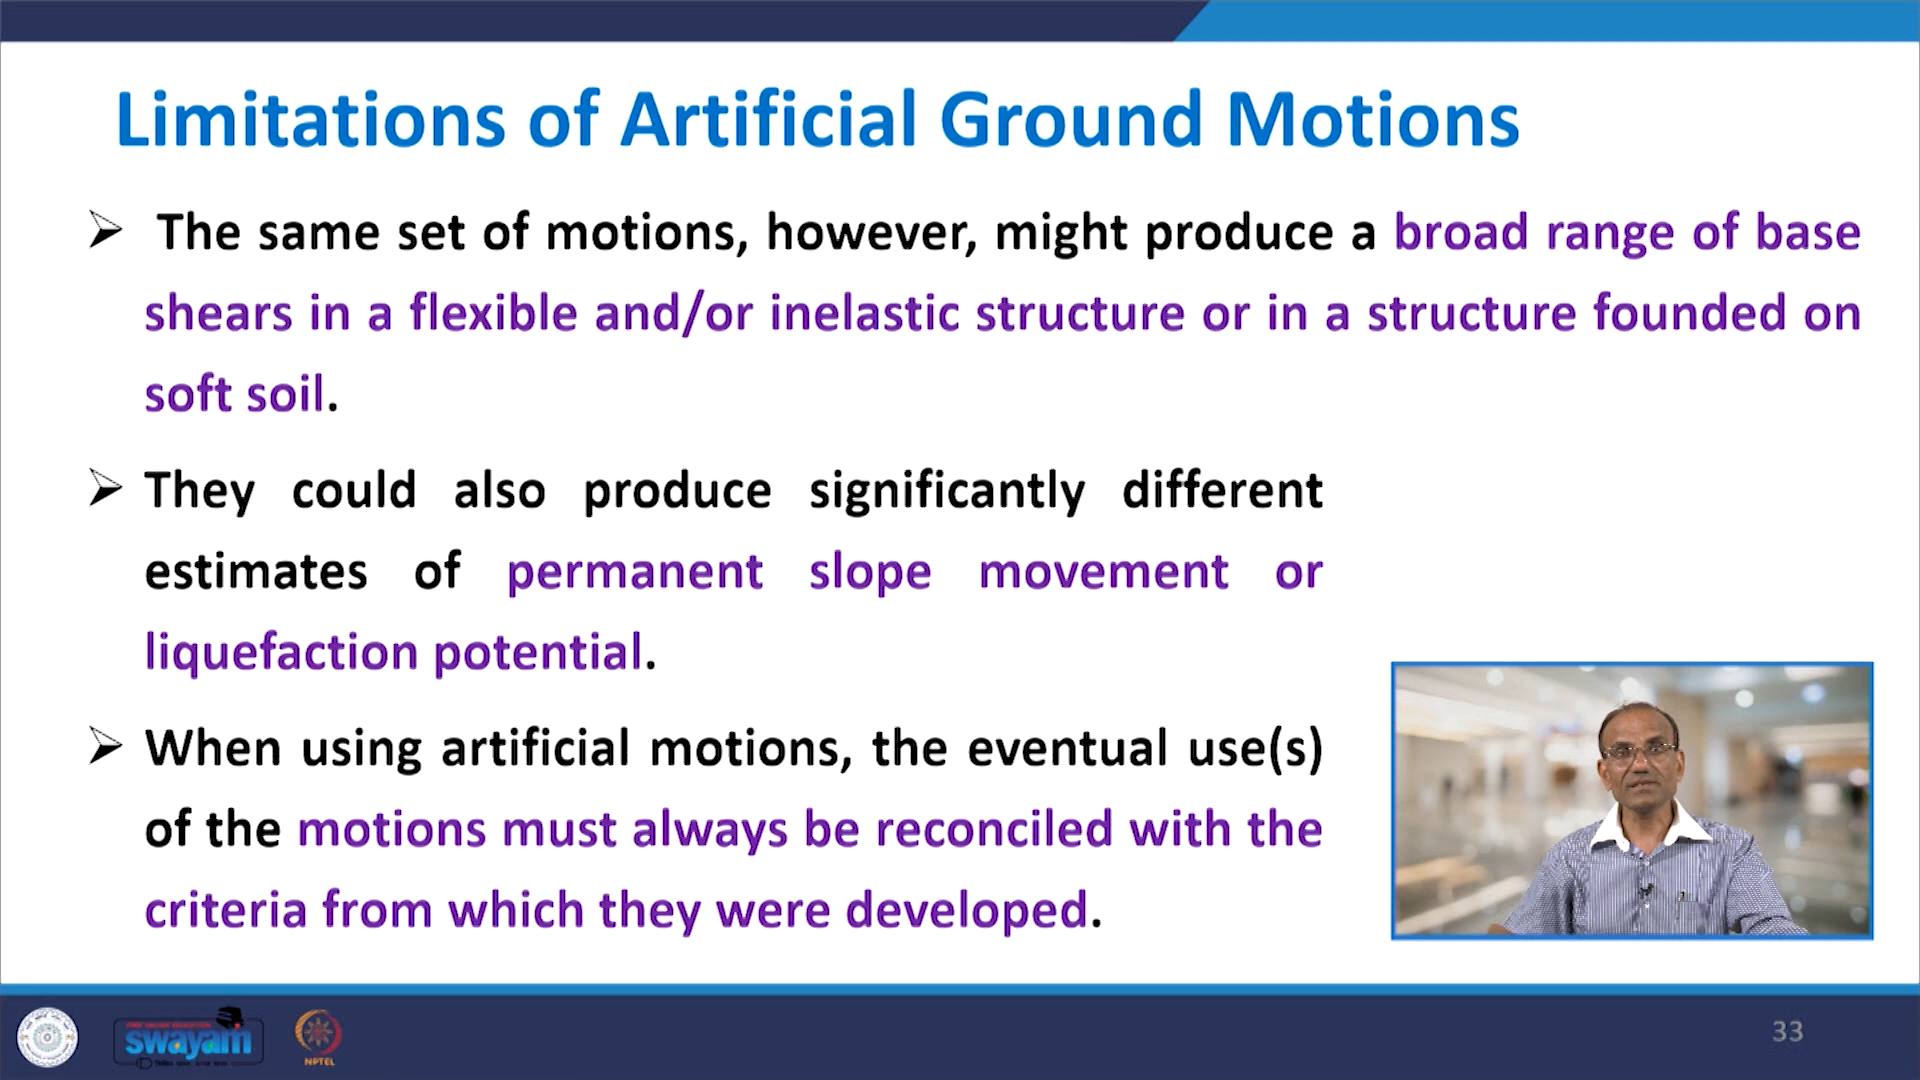 Limitations of Artificial Ground Motions
The same set of motions, however, might produce a broad range of base
shears in a flexible and/or inelastic structure or in a structure founded on
soft soil.
They could also produce significantly different
estimates of permanent slope movement or
liquefaction potential.
When using artificial motions, the eventual use(s)
of the motions must always be reconciled with the
criteria from which they were developed.
swayam
NPTEL
33